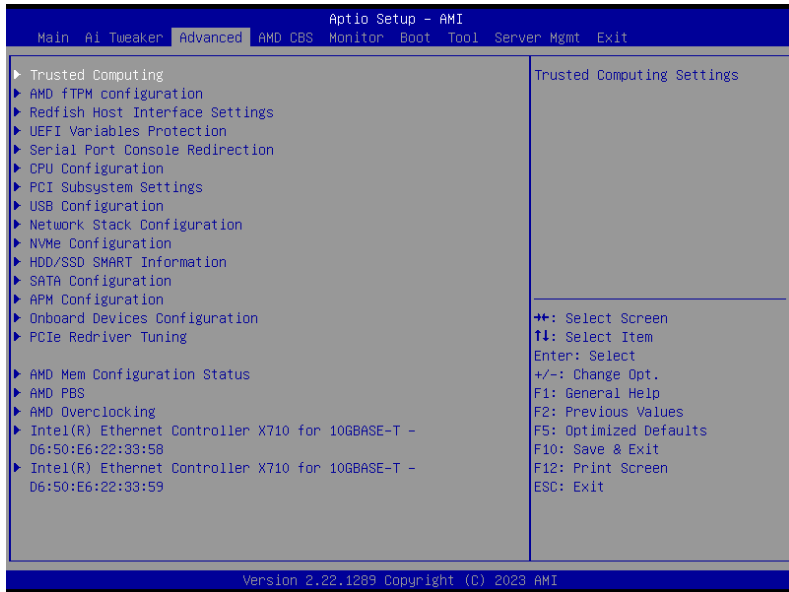 Aptio Setup - AMI
Main Ai Tweaker Advanced AMD CBS Monitor Boot Tool Server Mgmt Exit
Trusted Computing
AMD fTPM configuration
Redfish Host Interface Settings
UEFI Variables Protection
Serial Port Console Redirection
CPU Configuration
PCI Subsystem Settings
USB Configuration
Network Stack Configuration
NVMe Configuration
HDD/SSD SMART Information
SATA Configuration
APM Configuration
Onboard Devices Configuration
PCIe Redriver Tuning
AMD Mem Configuration Status
AMD PBS
AMD Overclocking
Intel(R) Ethernet Controller X710 for 10GBASE-T -
D6:50:E6:22:33:58
Intel(R) Ethernet Controller X710 for 10GBASE-T -
D6:50:E6:22:33:59
Trusted Computing Settings
→←: Select Screen
↑↓: Select Item
Enter: Select
+/-: Change Opt.
F1: General Help
F2: Previous Values
F5: Optimized Defaults
F10: Save & Exit
F12: Print Screen
ESC: Exit
Version 2.22.1289 Copyright (C) 2023 AMI